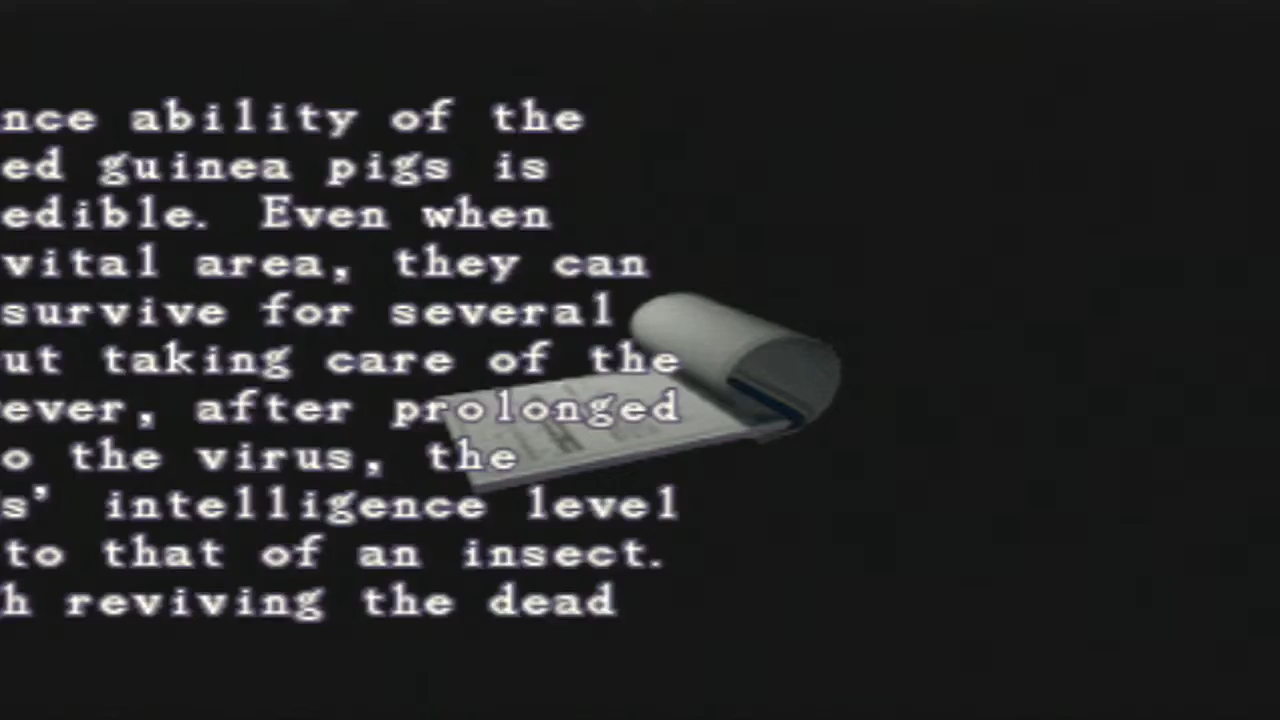 nce ability of the
ed guinea pigs is
edible. Even when
vital area, they can
survive for several
ut taking care of the
ever, after prolonged
o the virus, the
s' intelligence level
to that of an insect.
h reviving the dead